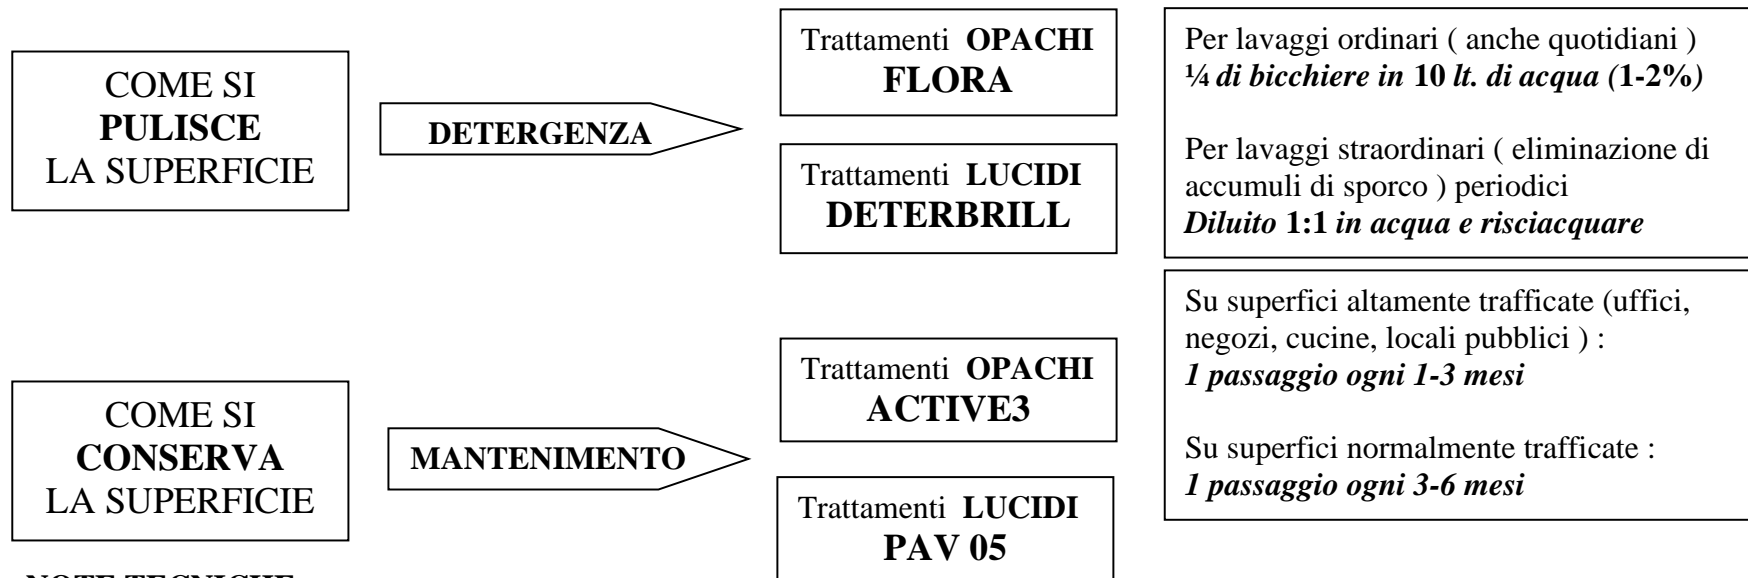 COME SI
PULISCE
LA SUPERFICIE
DETERGENZA
Trattamenti OPACHI
FLORA
Trattamenti LUCIDI
DETERBRILL
Per lavaggi ordinari ( anche quotidiani )
¼ di bicchiere in 10 lt. di acqua (1-2%)
Per lavaggi straordinari ( eliminazione di
accumuli di sporco ) periodici
Diluito 1:1 in acqua e risciacquare
COME SI
CONSERVA
LA SUPERFICIE
MANTENIMENTO
Trattamenti OPACHI
ACTIVE3
Trattamenti LUCIDI
PAV 05
Su superfici altamente trafficate (uffici,
negozi, cucine, locali pubblici ) :
1 passaggio ogni 1-3 mesi
Su superfici normalmente trafficate :
1 passaggio ogni 3-6 mesi
NOTE TECNICHE